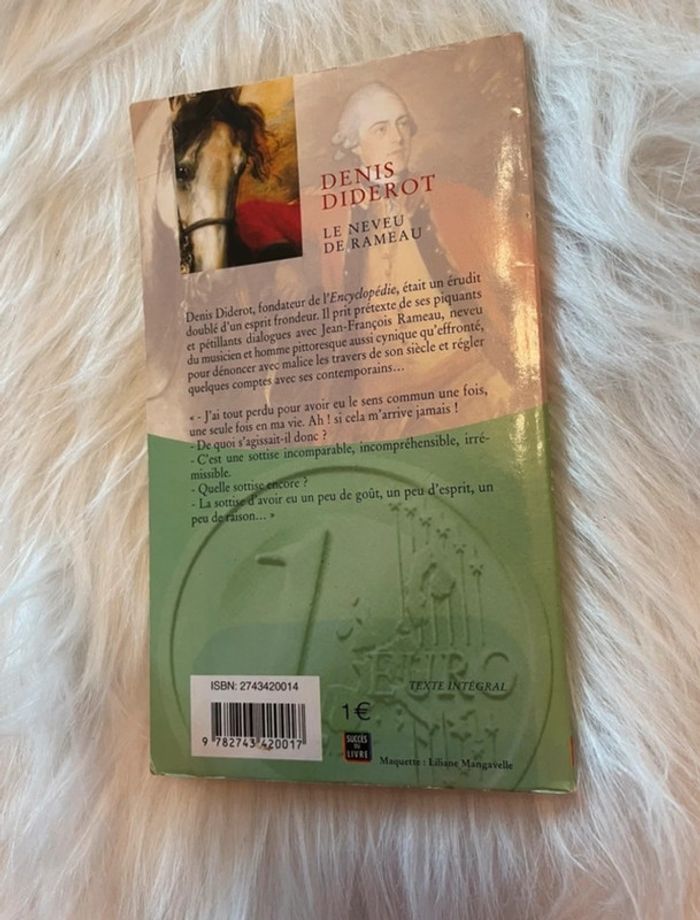 DENIS
DIDEROT
LE NEVEU
DE RAMEAU
Denis Diderot, fondateur de l'Encyclopédie, était un érudit
doublé d'un esprit frondeur. Il prit prétexte de ses piquants
et pétillants dialogues avec Jean-François Rameau, neveu
du musicien et homme pittoresque aussi cynique qu'effronté,
pour dénoncer avec malice les travers de son siècle et régler
quelques comptes avec ses contemporains...
« - J'ai tout perdu pour avoir eu le sens commun une fois,
une seule fois en ma vie. Ah ! si cela m'arrive jamais !
- De quoi s'agissait-il donc ?
- C'est une sottise incomparable, incompréhensible, irré-
missible.
- Quelle sottise encore ?
- La sottise d'avoir eu un peu de goût, un peu d'esprit, un
peu de raison... »
1 EURO
ISBN: 2743420014
9 782743 420017
1 €
SUCCÈS DU
LIVRE
TEXTE INTÉGRAL
Maquette : Liliane Mangavelle